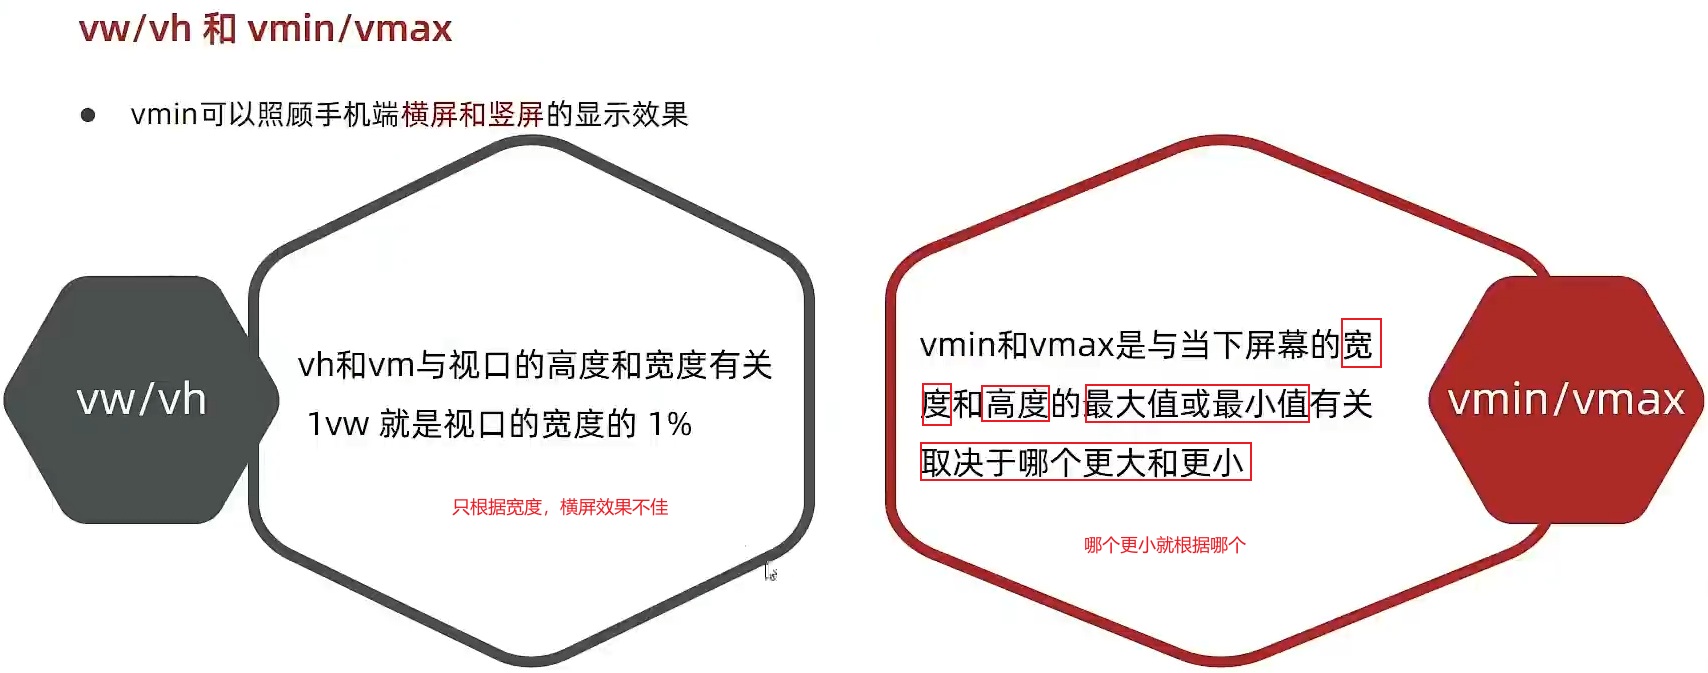 vw/vh 和 vmin/vmax
● vmin可以照顾手机端横屏和竖屏的显示效果
vw/vh
vh和vm与视口的高度和宽度有关
1vw 就是视口的宽度的 1%
只根据宽度，横屏效果不佳
vmin和vmax是与当下屏幕的宽
度和高度的最大值或最小值有关
取决于哪个更大和更小
哪个更小就根据哪个
vmin/vmax